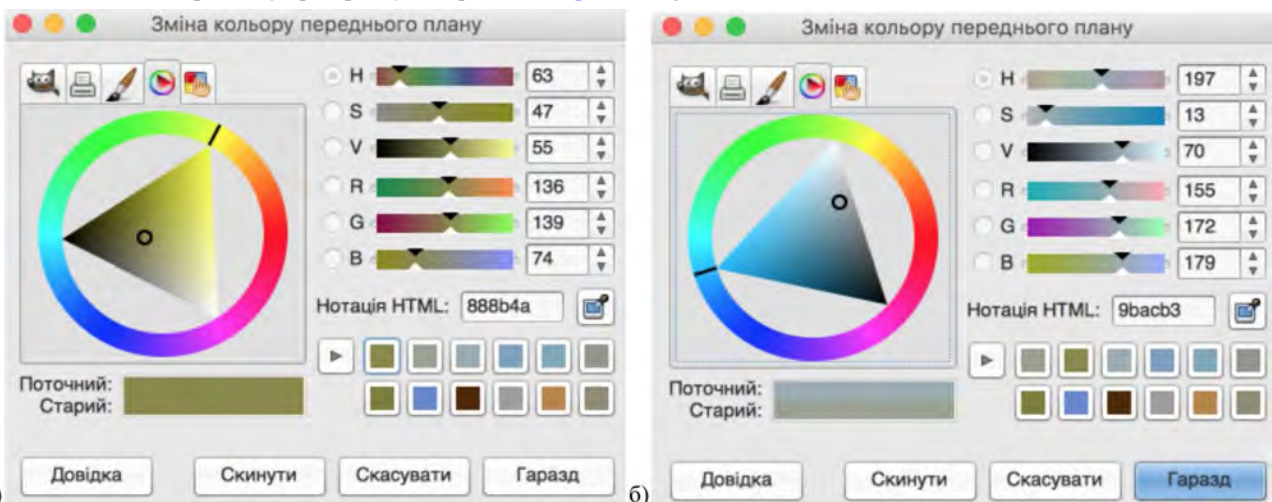 Зміна кольору переднього плану
H 63
S 47
V 55
R 136
G 139
B 74
Нотація HTML: 888b4a
Поточний:
Старий:
Довідка Скинути Скасувати Гаразд
б)
Зміна кольору переднього плану
H 197
S 13
V 70
R 155
G 172
B 179
Нотація HTML: 9bacb3
Поточний:
Старий:
Довідка Скинути Скасувати Гаразд